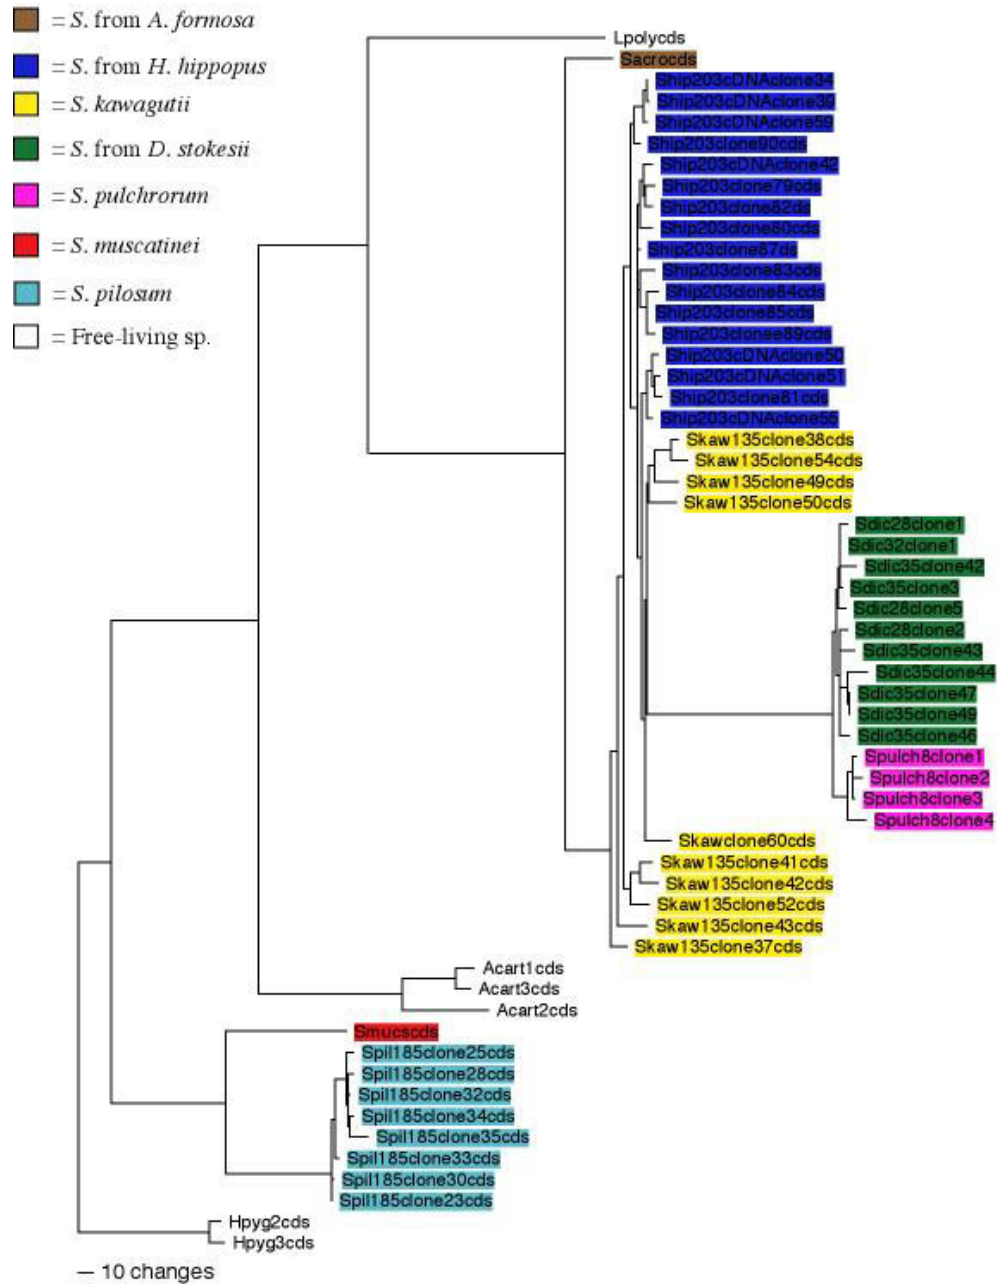 = S. from A. formosa
= S. from H. hippopus
= S. kawagutii
= S. from D. stokesii
= S. pulchrorum
= S. muscatinei
= S. pilosum
= Free-living sp.
Lpolycds
Sacrocds
Ship203cDNAclone34
Ship203cDNAclone39
Ship203cDNAclone59
Ship203clone90cds
Ship203cDNAclone42
Ship203clone79cds
Ship203clone82ds
Ship203clone80cds
Ship203clone87ds
Ship203clone83cds
Ship203clone84cds
Ship203clone85cds
Ship203clonee89cds
Ship203cDNAclone50
Ship203cDNAclone51
Ship203clone81cds
Ship203cDNAclone55
Skaw135clone38cds
Skaw135clone54cds
Skaw135clone49cds
Skaw135clone50cds
Sdic28clone1
Sdic32clone1
Sdic35clone42
Sdic35clone3
Sdic28clone5
Sdic28clone2
Sdic35clone43
Sdic35clone44
Sdic35clone47
Sdic35clone49
Sdic35clone46
Spulch8clone1
Spulch8clone2
Spulch8clone3
Spulch8clone4
Skawclone60cds
Skaw135clone41cds
Skaw135clone42cds
Skaw135clone52cds
Skaw135clone43cds
Skaw135clone37cds
Acart1cds
Acart3cds
Acart2cds
Smucscds
Spil185clone25cds
Spil185clone28cds
Spil185clone32cds
Spil185clone34cds
Spil185clone35cds
Spil185clone33cds
Spil185clone30cds
Spil185clone23cds
Hpyg2cds
Hpyg3cds
— 10 changes